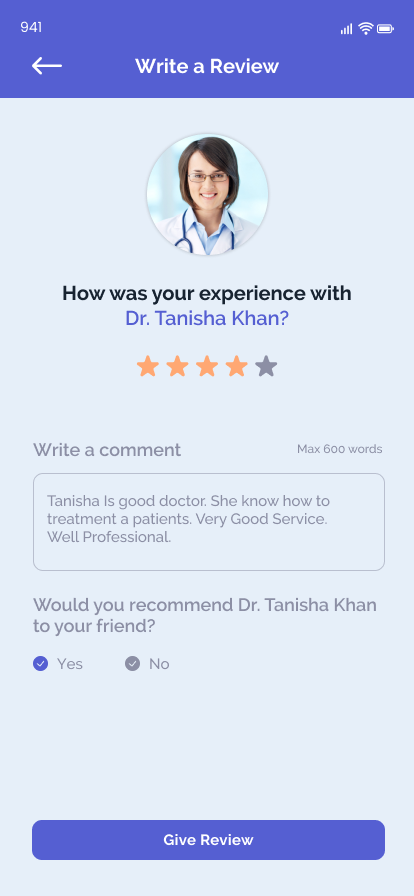 941
Write a Review
How was your experience with
Dr. Tanisha Khan?
Write a comment
Max 600 words
Tanisha Is good doctor. She know how to
treatment a patients. Very Good Service.
Well Professional.
Would you recommend Dr. Tanisha Khan
to your friend?
Yes
No
Give Review